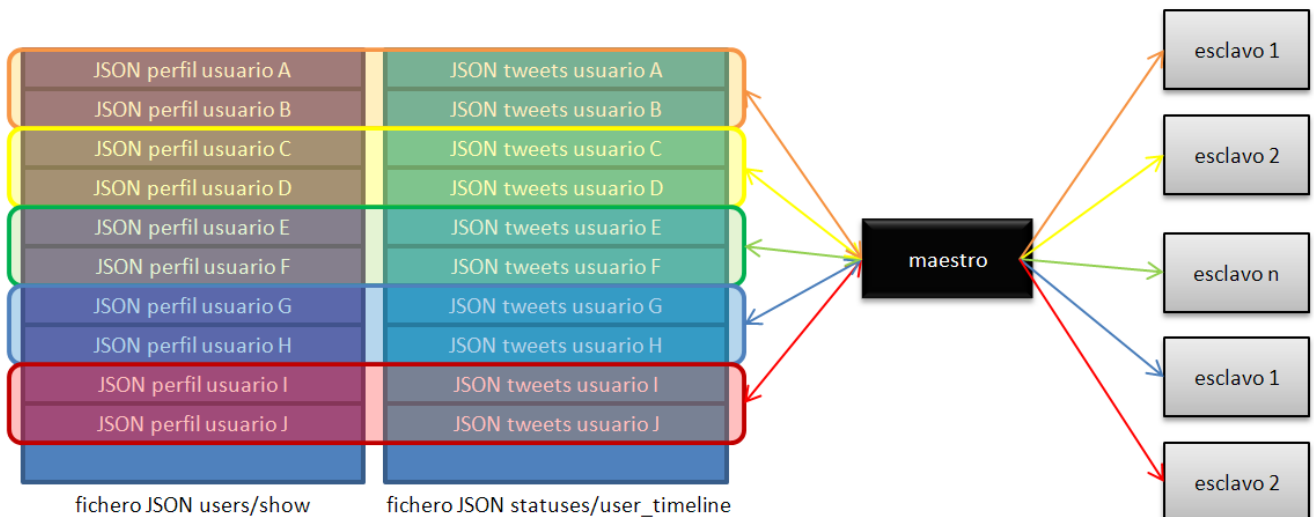 JSON perfil usuario A
JSON perfil usuario B
JSON perfil usuario C
JSON perfil usuario D
JSON perfil usuario E
JSON perfil usuario F
JSON perfil usuario G
JSON perfil usuario H
JSON perfil usuario I
JSON perfil usuario J
fichero JSON users/show
JSON tweets usuario A
JSON tweets usuario B
JSON tweets usuario C
JSON tweets usuario D
JSON tweets usuario E
JSON tweets usuario F
JSON tweets usuario G
JSON tweets usuario H
JSON tweets usuario I
JSON tweets usuario J
fichero JSON statuses/user_timeline
maestro
esclavo 1
esclavo 2
esclavo n
esclavo 1
esclavo 2